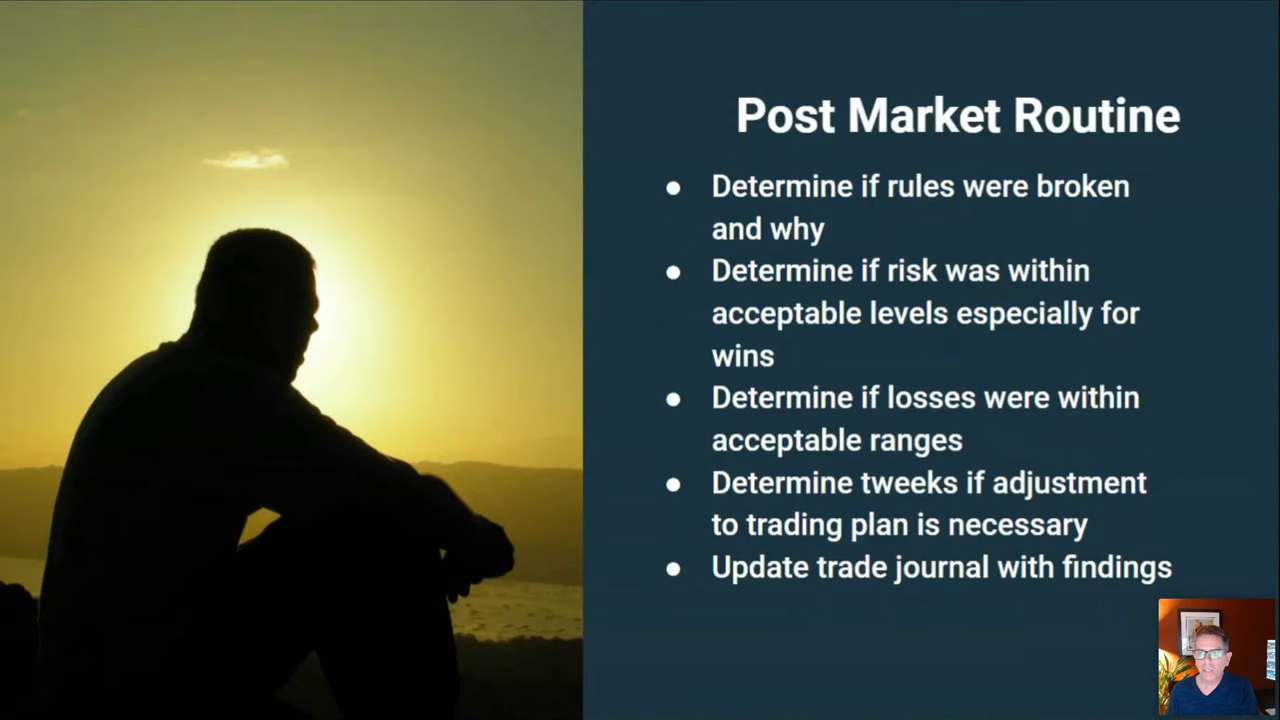 Post Market Routine
● Determine if rules were broken
and why
● Determine if risk was within
acceptable levels especially for
wins
● Determine if losses were within
acceptable ranges
● Determine tweeks if adjustment
to trading plan is necessary
● Update trade journal with findings